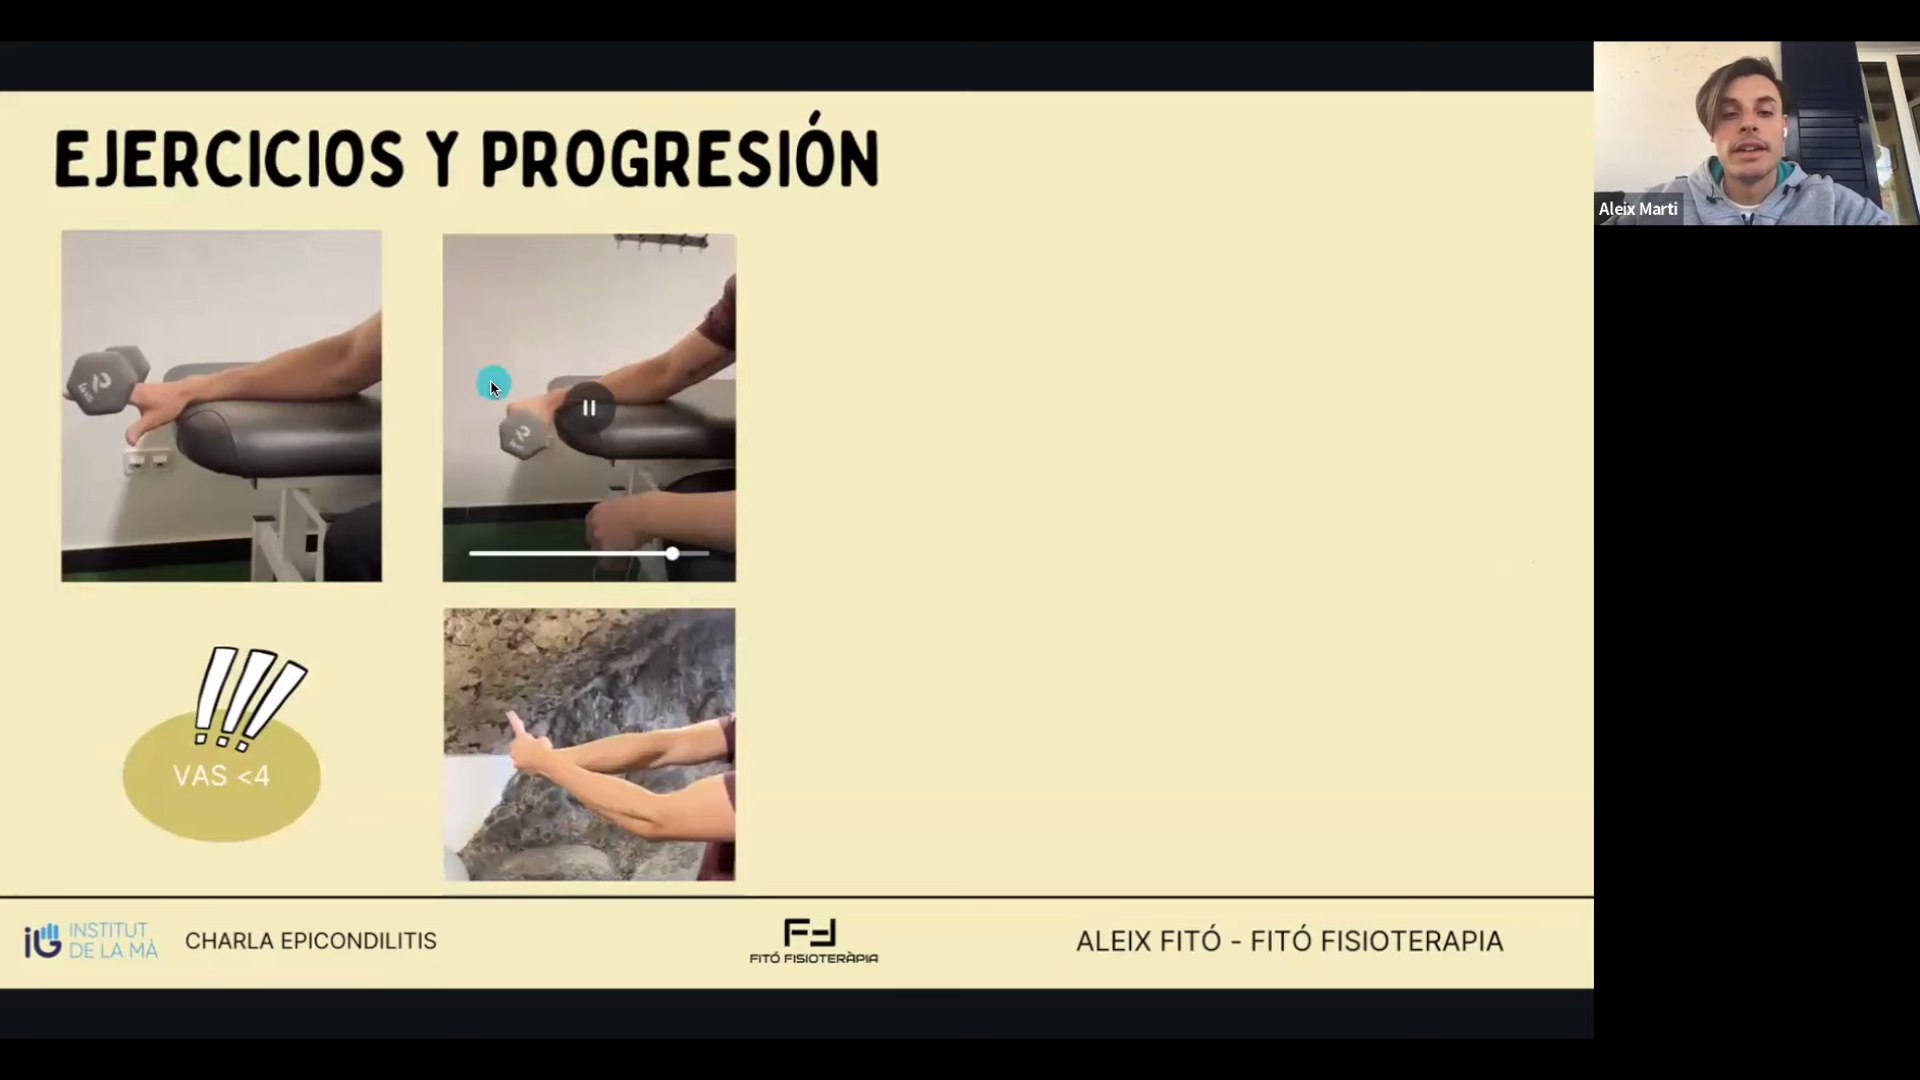 EJERCICIOS Y PROGRESIÓN
Aleix Marti
VAS <4
INSTITUT
DE LA MÀ
CHARLA EPICONDILITIS
FITÓ FISIOTERÀPIA
ALEIX FITÓ - FITÓ FISIOTERAPIA